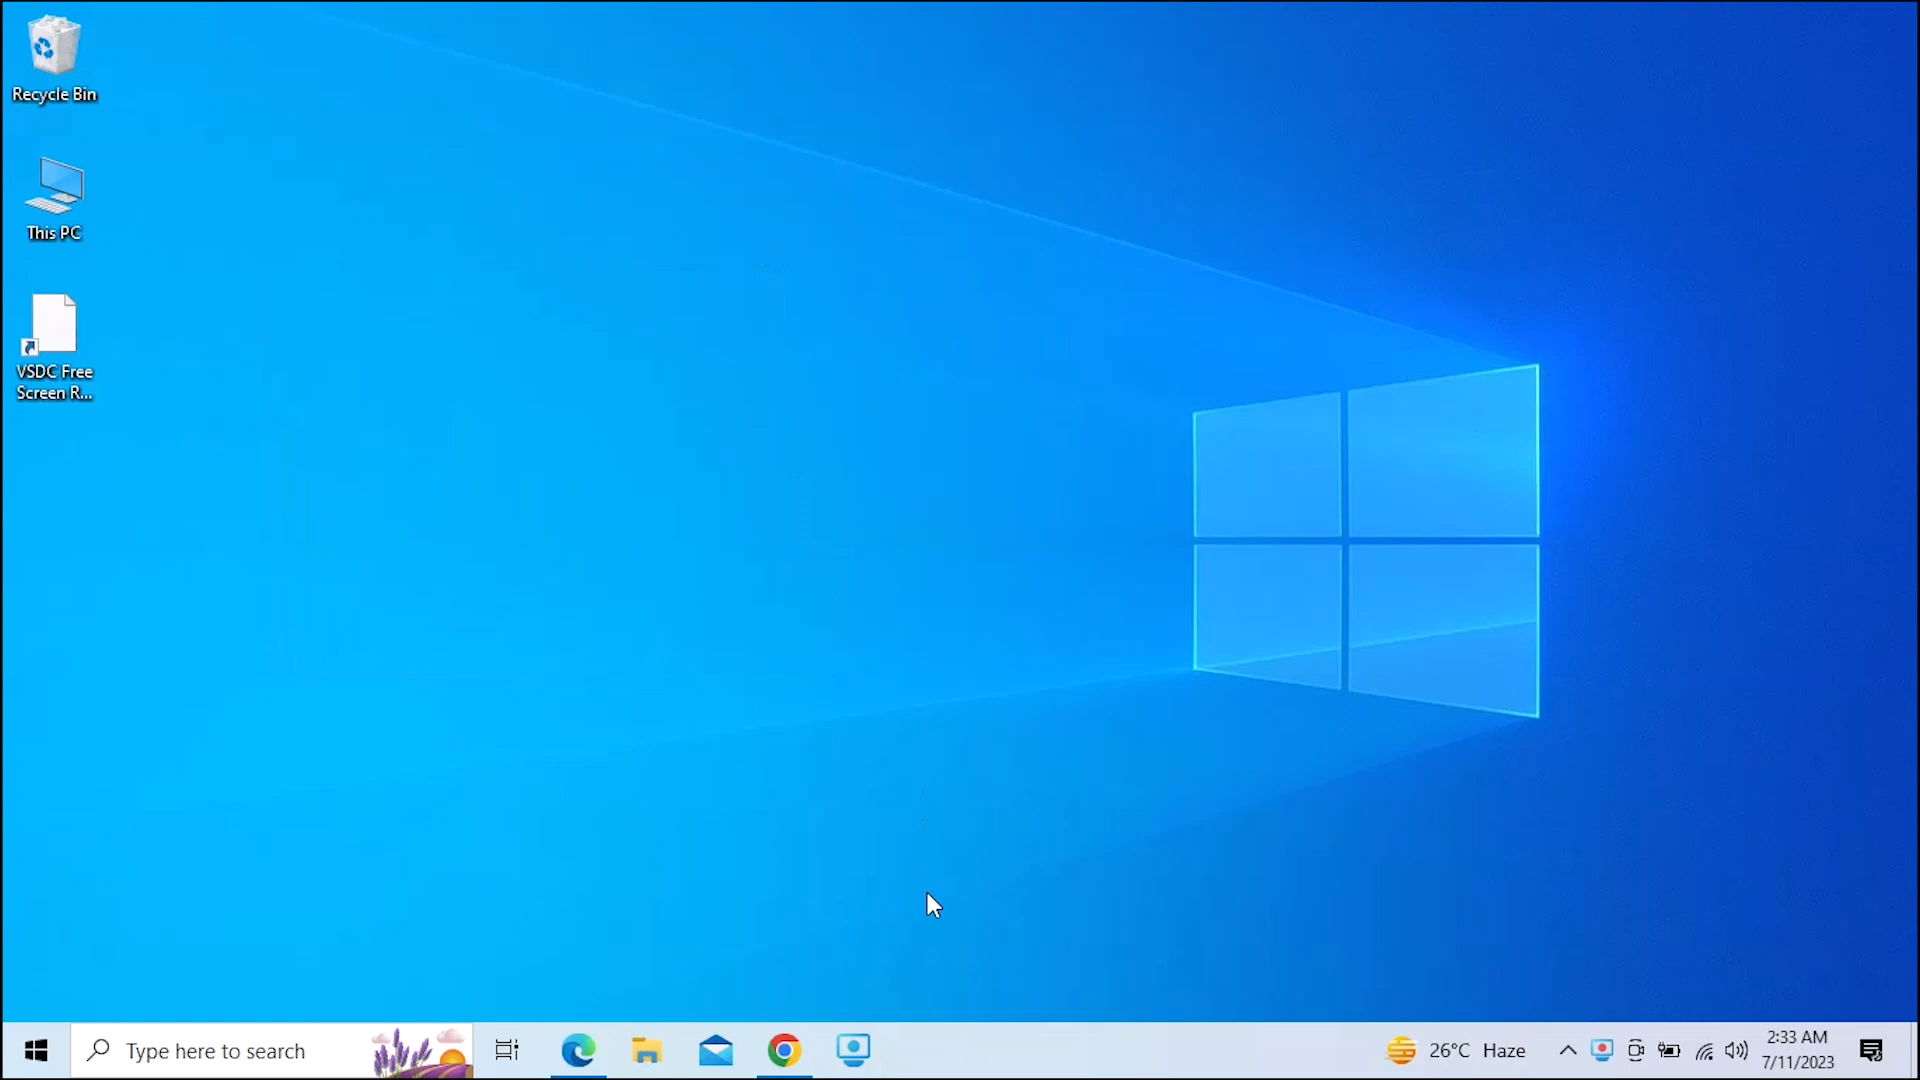 Recycle Bin
This PC
VSDC Free
Screen R...
Type here to search
26°C Haze
2:33 AM
7/11/2023